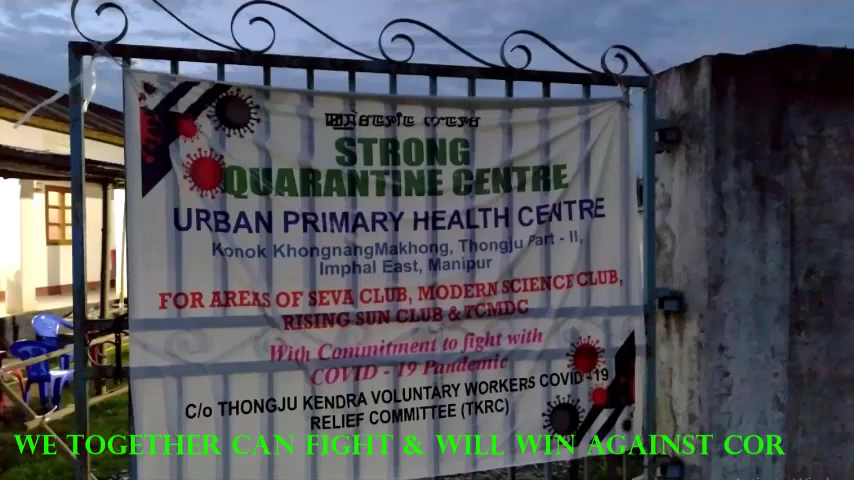 STRONG
QUARANTINE CENTRE
URBAN PRIMARY HEALTH CENTRE
Konok KhongnangMakhong, Thongju Part - II,
Imphal East, Manipur
FOR AREAS OF SEVA CLUB, MODERN SCIENCE CLUB,
RISING SUN CLUB & TCMDC
With Commitment to fight with
COVID - 19 Pandemic
C/o THONGJU KENDRA VOLUNTARY WORKERS COVID-19
RELIEF COMMITTEE (TKRC)
WE TOGETHER CAN FIGHT & WILL WIN AGAINST COR